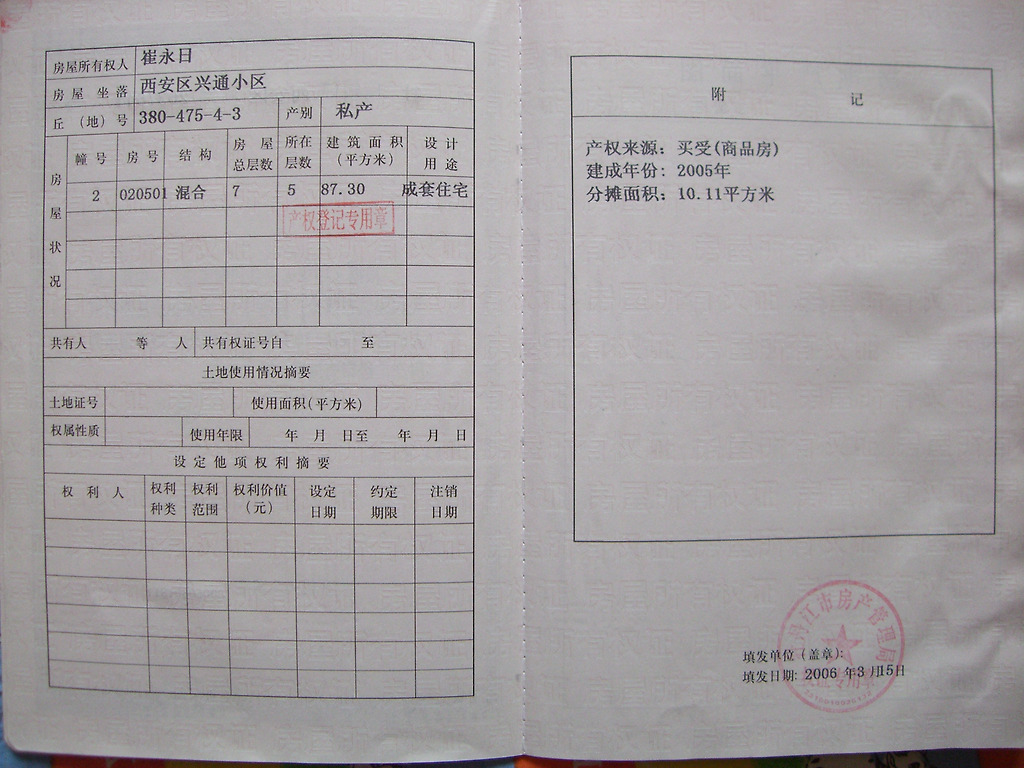 房屋所有权人 崔永日
房屋坐落 西安区兴通小区
丘（地）号 380-475-4-3 产别 私产
房屋状况
幢号 房号 结构 房屋总层数 所在层数 建筑面积（平方米） 设计用途
2 020501 混合 7 5 87.30 成套住宅
产权登记专用章
共有人 等 人 共有权证号自 至
土地使用情况摘要
土地证号 使用面积(平方米)
权属性质 使用年限 年 月 日至 年 月 日
设定他项权利摘要
权利人 权利种类 权利范围 权利价值（元） 设定日期 约定期限 注销日期
附 记
产权来源：买受(商品房)
建成年份：2005年
分摊面积：10.11平方米
丹江市房产管理局
填发单位（盖章）：
填发日期: 2006 年3 月15日